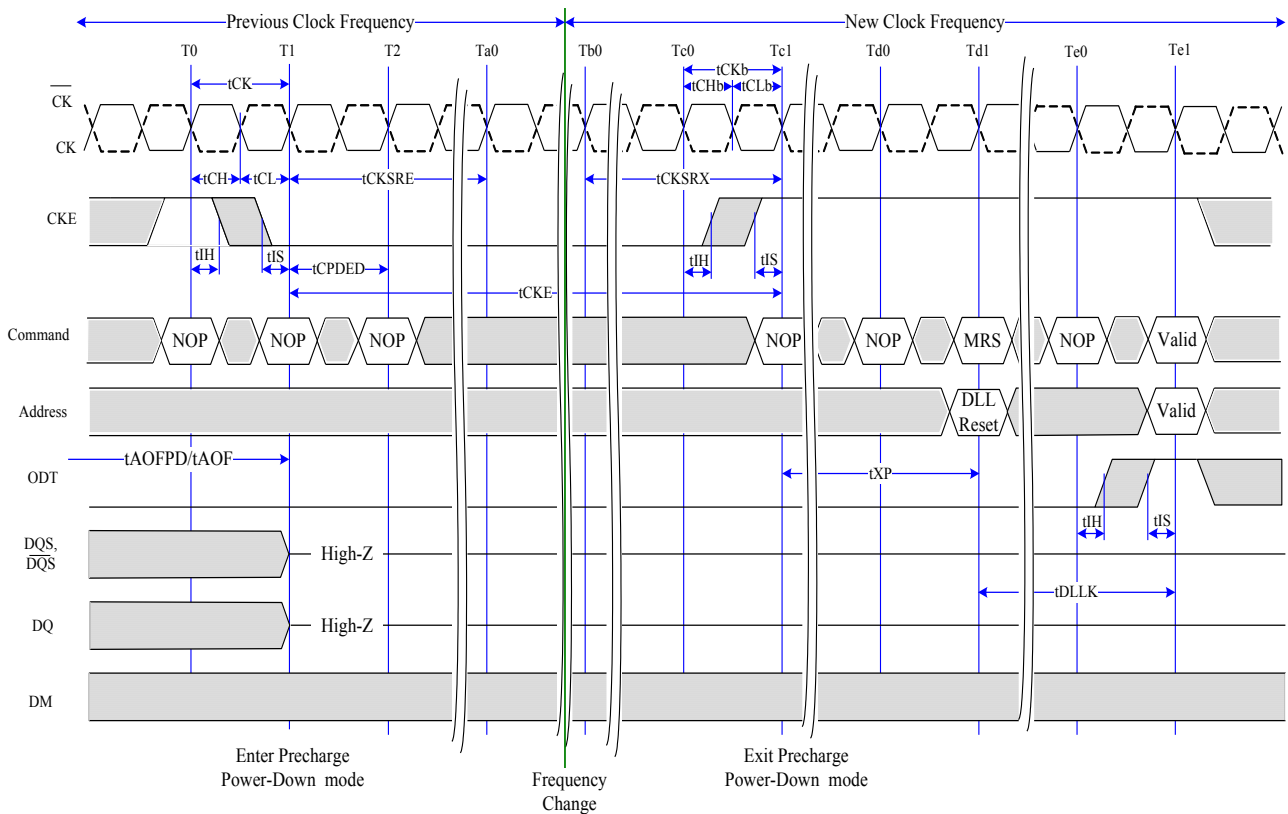 Previous Clock Frequency New Clock Frequency
T0 T1 T2 Ta0 Tb0 Tc0 Tc1 Td0 Td1 Te0 Te1
tCK tCKb
tCHb tCLb
CK
CK
tCH tCL tCKSRE tCKSRX
CKE
tIH tIS tCPDED tIH tIS
tCKE
Command NOP NOP NOP NOP NOP MRS NOP Valid
Address DLL Reset Valid
tAOFPD/tAOF
ODT tXP
tIH tIS
DQS, DQS High-Z
tDLLK
DQ High-Z
DM
Enter Precharge
Power-Down mode
Frequency
Change
Exit Precharge
Power-Down mode